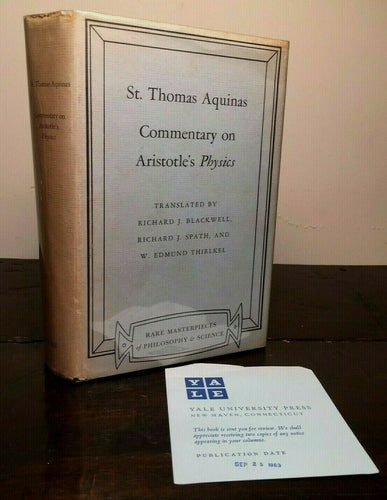 St. Thomas Aquinas
Commentary on
Aristotle's
Physics
St. Thomas Aquinas
Commentary on
Aristotle's Physics
TRANSLATED BY
RICHARD J. BLACKWELL,
RICHARD J. SPATH, AND
W. EDMUND THIRLKEL
RARE MASTERPIECES
of PHILOSOPHY & SCIENCE
YALE
YALE UNIVERSITY PRESS
NEW HAVEN, CONNECTICUT
This book is sent you for review. We shall
appreciate receiving two copies of any notice
appearing in your columns.
PUBLICATION DATE
SEP 25 1963